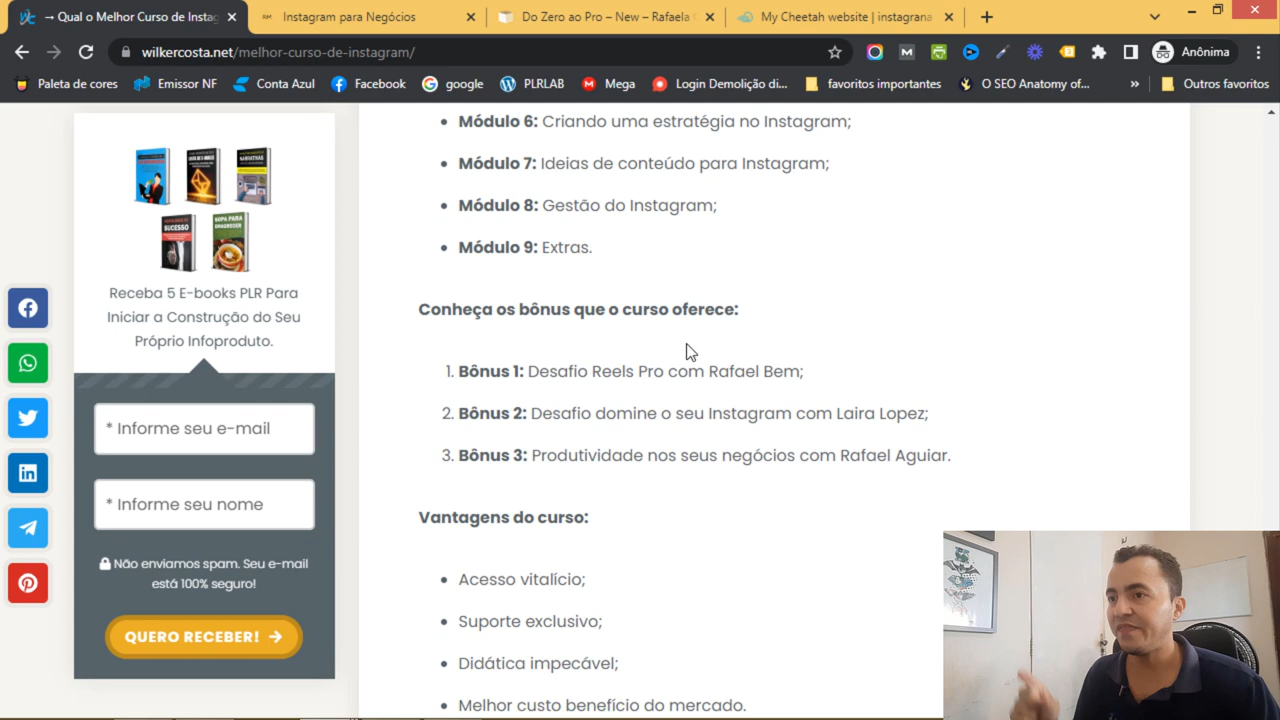 → Qual o Melhor Curso de Instag
Instagram para Negócios
Do Zero ao Pro – New – Rafaela
My Cheetah website | instagrana
wilkercosta.net/melhor-curso-de-instagram/
Anônima
Paleta de cores
Emissor NF
Conta Azul
Facebook
google
PLRLAB
Mega
Login Demolição di...
favoritos importantes
O SEO Anatomy of...
»
Outros favoritos
Receba 5 E-books PLR Para
Iniciar a Construção do Seu
Próprio Infoproduto.
* Informe seu e-mail
* Informe seu nome
Não enviamos spam. Seu e-mail
está 100% seguro!
QUERO RECEBER! →
• Módulo 6: Criando uma estratégia no Instagram;
• Módulo 7: Ideias de conteúdo para Instagram;
• Módulo 8: Gestão do Instagram;
• Módulo 9: Extras.
Conheça os bônus que o curso oferece:
1. Bônus 1: Desafio Reels Pro com Rafael Bem;
2. Bônus 2: Desafio domine o seu Instagram com Laira Lopez;
3. Bônus 3: Produtividade nos seus negócios com Rafael Aguiar.
Vantagens do curso:
• Acesso vitalício;
• Suporte exclusivo;
• Didática impecável;
• Melhor custo benefício do mercado.